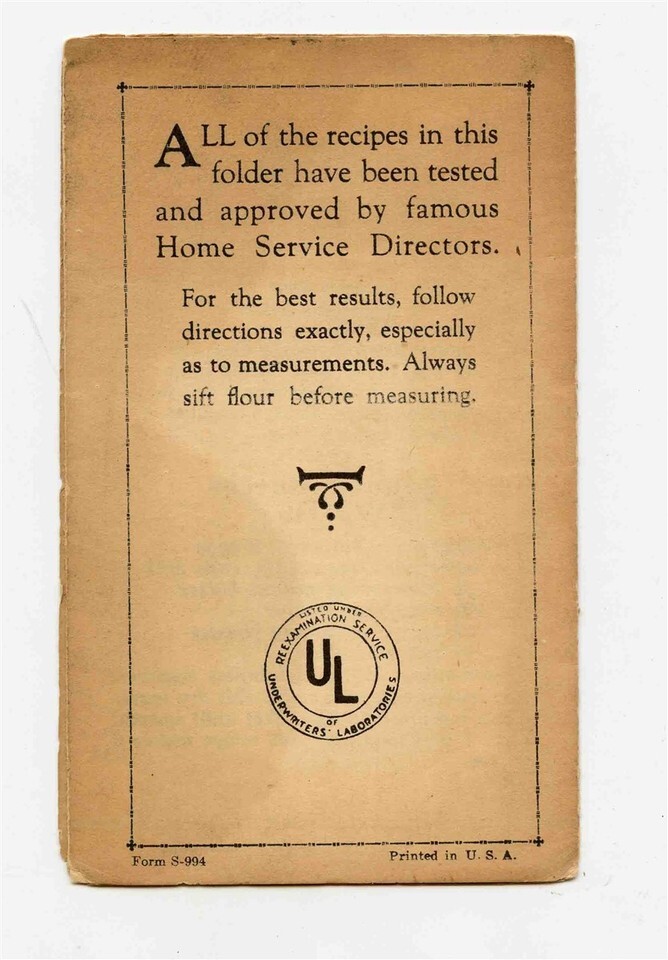 ALL of the recipes in this
folder have been tested
and approved by famous
Home Service Directors.
For the best results, follow
directions exactly, especially
as to measurements. Always
sift flour before measuring.
LISTED UNDER
REEXAMINATION SERVICE
UL
OF
UNDERWRITERS' LABORATORIES
Form S-994
Printed in U. S. A.